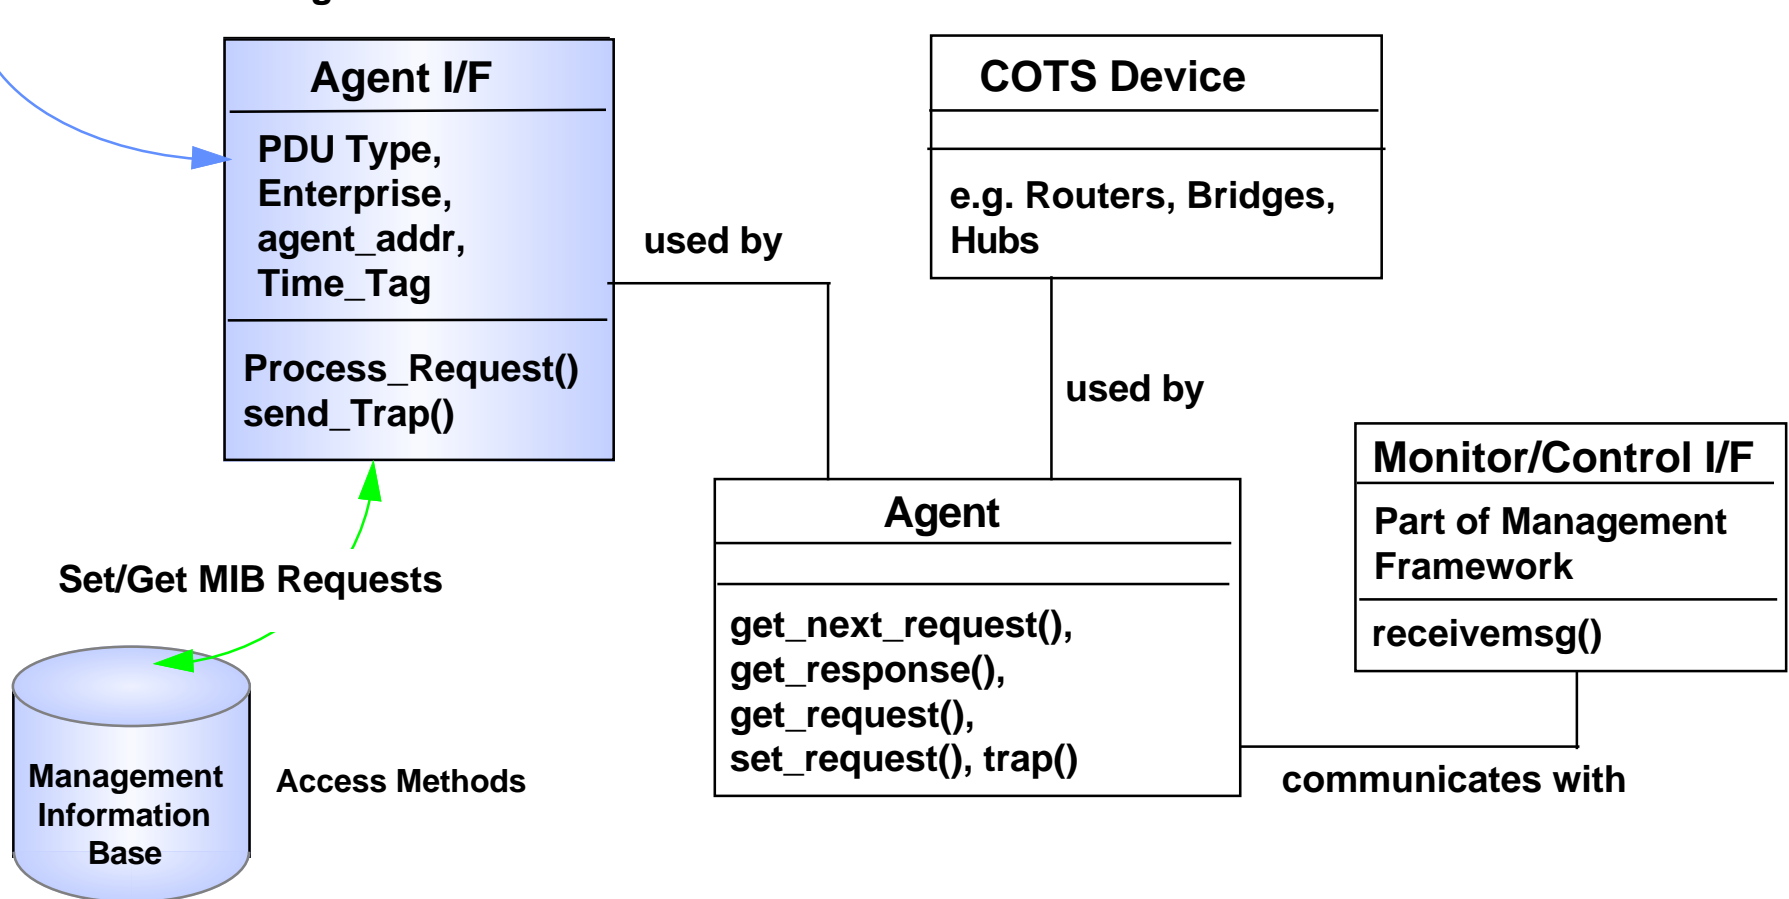 Agent I/F
PDU Type,
Enterprise,
agent_addr,
Time_Tag
Process_Request()
send_Trap()
used by
COTS Device
e.g. Routers, Bridges,
Hubs
used by
Monitor/Control I/F
Part of Management
Framework
receivemsg()
Agent
get_next_request(),
get_response(),
get_request(),
set_request(), trap()
communicates with
Set/Get MIB Requests
Management
Information
Base
Access Methods